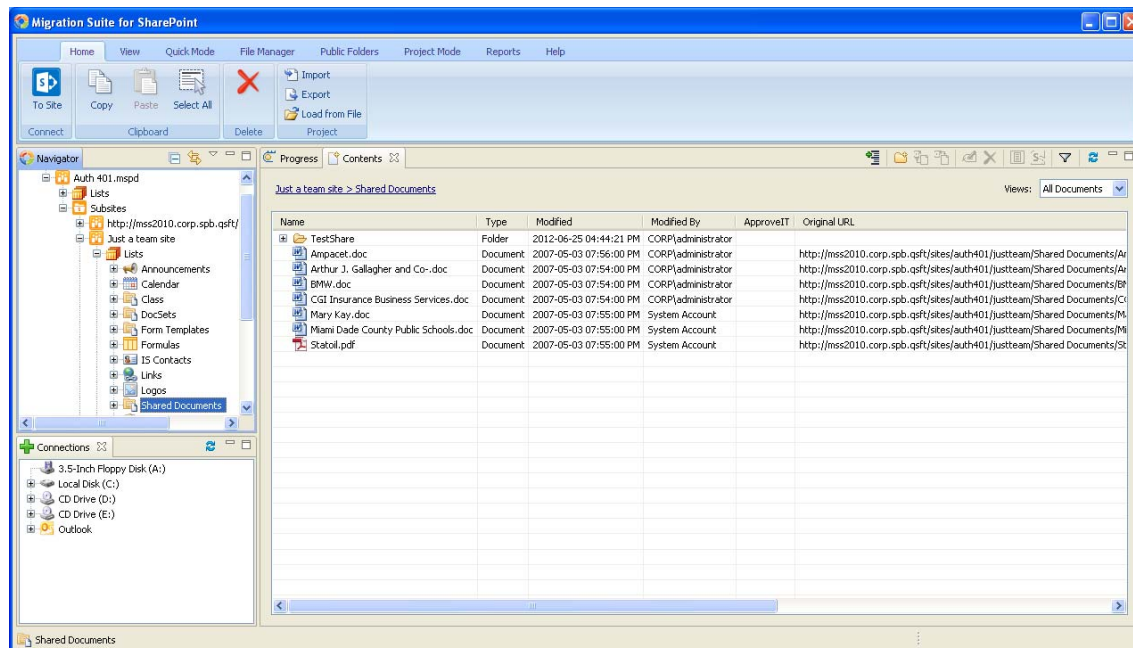 Migration Suite for SharePoint
Home View Quick Mode File Manager Public Folders Project Mode Reports Help
To Site Copy Paste Select All Import
Export
Load from File
Connect Clipboard Delete Project
Navigator
Auth 401.mspd
Lists
Subsites
http://mss2010.corp.spb.qsft/
Just a team site
Lists
Announcements
Calendar
Class
DocSets
Form Templates
Formulas
IS Contacts
Links
Logos
Shared Documents
Connections
3.5-Inch Floppy Disk (A:)
Local Disk (C:)
CD Drive (D:)
CD Drive (E:)
Outlook
Progress Contents
Just a team site > Shared Documents Views: All Documents
Name Type Modified Modified By ApproveIT Original URL
TestShare Folder 2012-06-25 04:44:21 PM CORP\administrator
Ampacet.doc Document 2007-05-03 07:56:00 PM CORP\administrator http://mss2010.corp.spb.qsft/sites/auth401/justteam/Shared Documents/Ar
Arthur J. Gallagher and Co-.doc Document 2007-05-03 07:54:00 PM CORP\administrator http://mss2010.corp.spb.qsft/sites/auth401/justteam/Shared Documents/Ar
BMW.doc Document 2007-05-03 07:54:00 PM CORP\administrator http://mss2010.corp.spb.qsft/sites/auth401/justteam/Shared Documents/
CGI Insurance Business Services.doc Document 2007-05-03 07:54:00 PM CORP\administrator http://mss2010.corp.spb.qsft/sites/auth401/justteam/Shared Documents/
Mary Kay.doc Document 2007-05-03 07:55:00 PM System Account http://mss2010.corp.spb.qsft/sites/auth401/justteam/Shared Documents/M
Miami Dade County Public Schools.doc Document 2007-05-03 07:55:00 PM System Account http://mss2010.corp.spb.qsft/sites/auth401/justteam/Shared Documents/Mi
Statoil.pdf Document 2007-05-03 07:55:00 PM System Account http://mss2010.corp.spb.qsft/sites/auth401/justteam/Shared Documents/St
Shared Documents